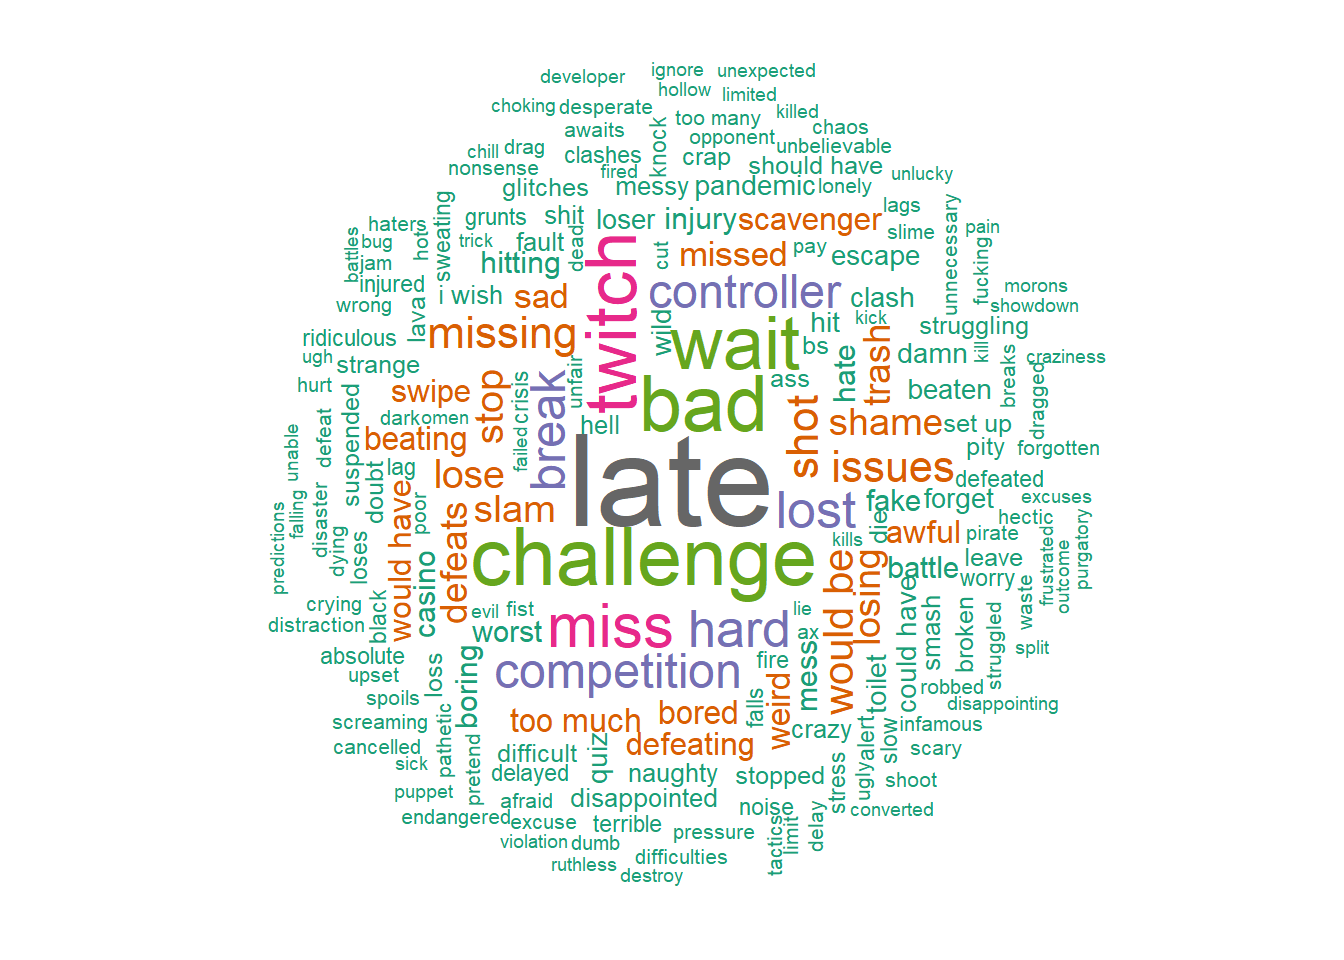 developer
ignore
unexpected
hollow
limited
choking
desperate
killed
too many
awaits
knock
opponent
chaos
unbelievable
chill
drag
clashes
crap
should have
nonsense
fired
unlucky
glitches
messy
pandemic
lonely
sweating
haters
grunts
shit
loser
injury
scavenger
lags
unnecessary
battles
bug
hot
trick
fault
dead
twitch
cut
missed
pay
slime
pain
jam
hitting
escape
fucking
injured
i wish
sad
controller
clash
morons
wrong
lava
wild
hit
kick
showdown
ridiculous
missing
wait
bs
struggling
ugh
strange
unfair
hate
trash
damn
kill
breaks
craziness
hurt
swipe
stop
crisis
break
bad
ass
beaten
dragged
dark
omen
suspended
defeat
unable
beating
failed
hell
shot
shame
set up
pity
forgotten
lag
lose
late
issues
defeated
doubt
poor
slam
lost
fake
forget
excuses
falling
disaster
would have
defeats
die
awful
pirate
hectic
predictions
dying
loses
casino
challenge
kills
battle
leave
worry
frustrated
outcome
purgatory
crying
black
evil
fist
miss
hard
lie
would be
losing
could have
smash
broken
struggled
waste
distraction
worst
ax
split
absolute
loss
boring
competition
fire
mess
toilet
robbed
upset
spoils
too much
bored
falls
weird
disappointing
screaming
pathetic
defeating
crazy
alert
slow
infamous
cancelled
difficult
quiz
scary
sick
pretend
delayed
naughty
stopped
stress
ugly
shoot
puppet
afraid
disappointed
noise
delay
converted
endangered
excuse
terrible
pressure
tactics
limit
violation
dumb
difficulties
ruthless
destroy